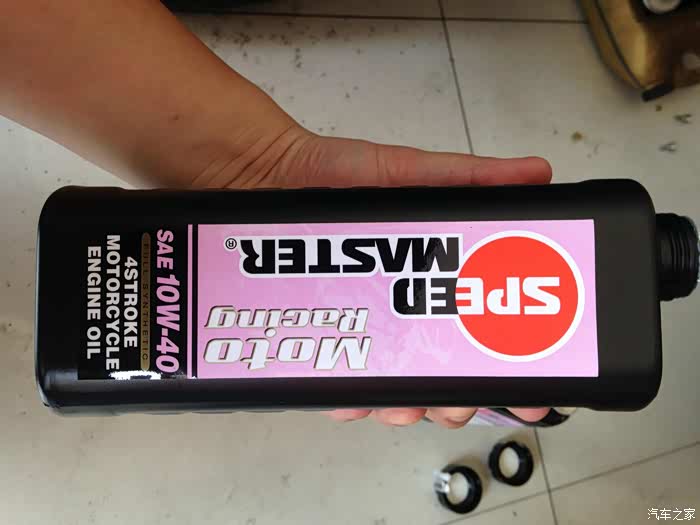 SPEED
MASTER®
Moto
Racing
SAE 10W-40
FULL SYNTHETIC
4STROKE
MOTORCYCLE
ENGINE OIL
汽车之家